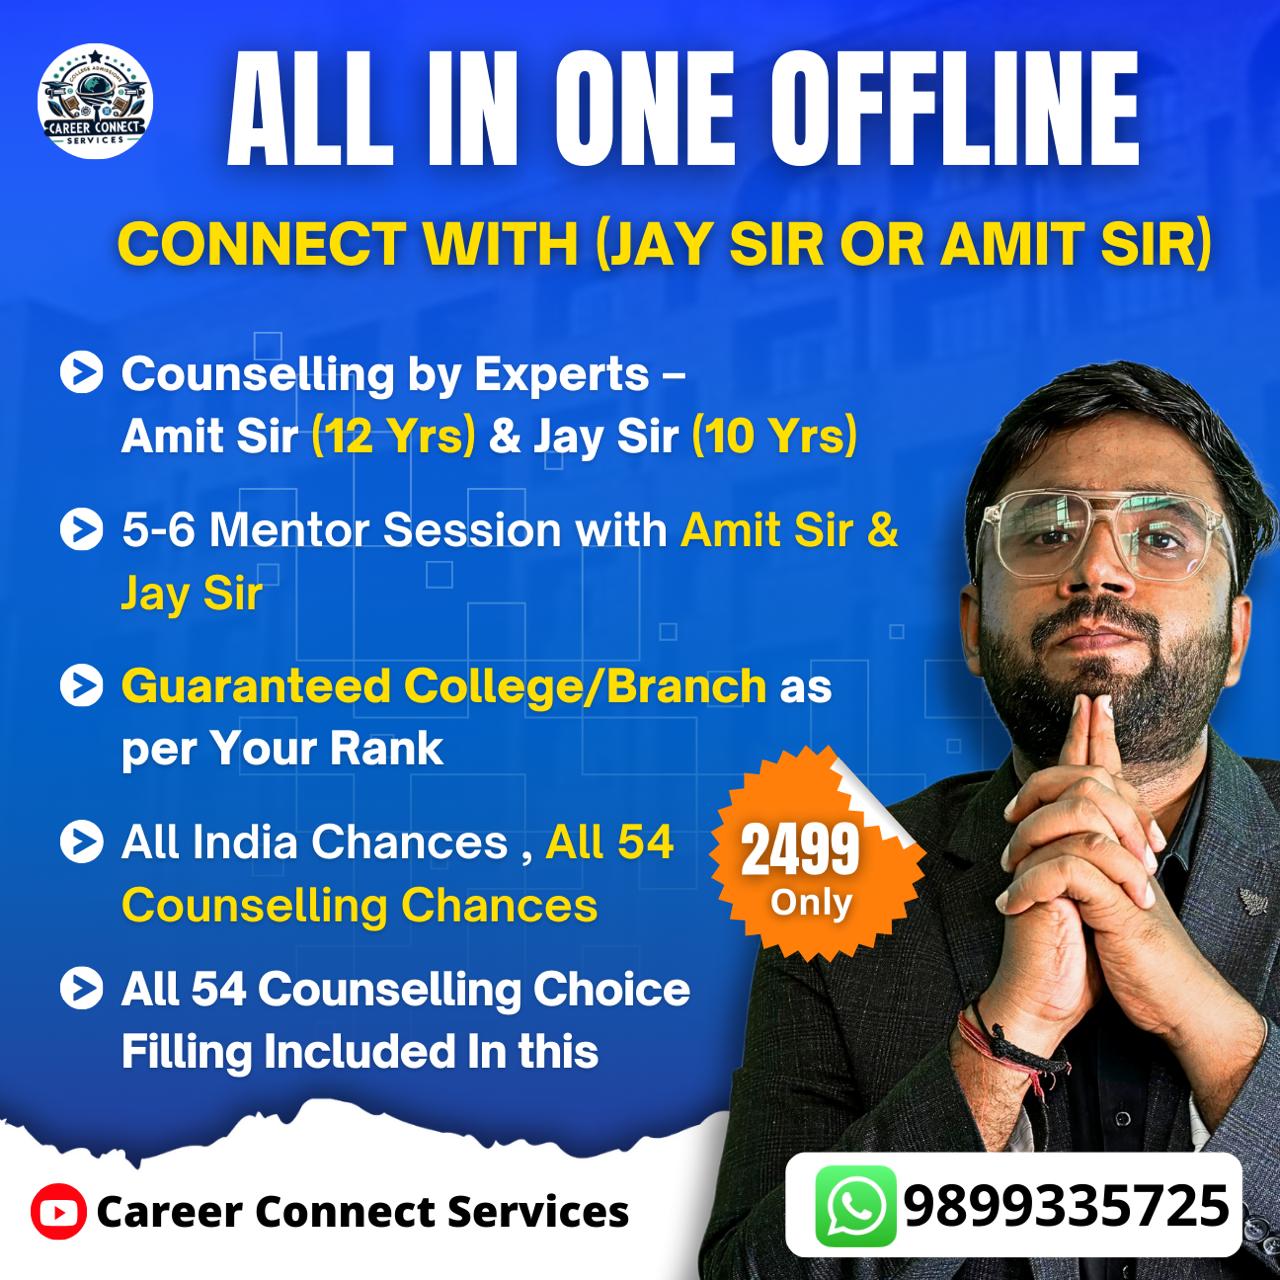 COLLEGE ADMISSIONS
CAREER CONNECT
SERVICES
ALL IN ONE OFFLINE
CONNECT WITH (JAY SIR OR AMIT SIR)
Counselling by Experts –
Amit Sir (12 Yrs) & Jay Sir (10 Yrs)
5-6 Mentor Session with Amit Sir &
Jay Sir
Guaranteed College/Branch as
per Your Rank
All India Chances , All 54
Counselling Chances
2499
Only
All 54 Counselling Choice
Filling Included In this
Career Connect Services
9899335725